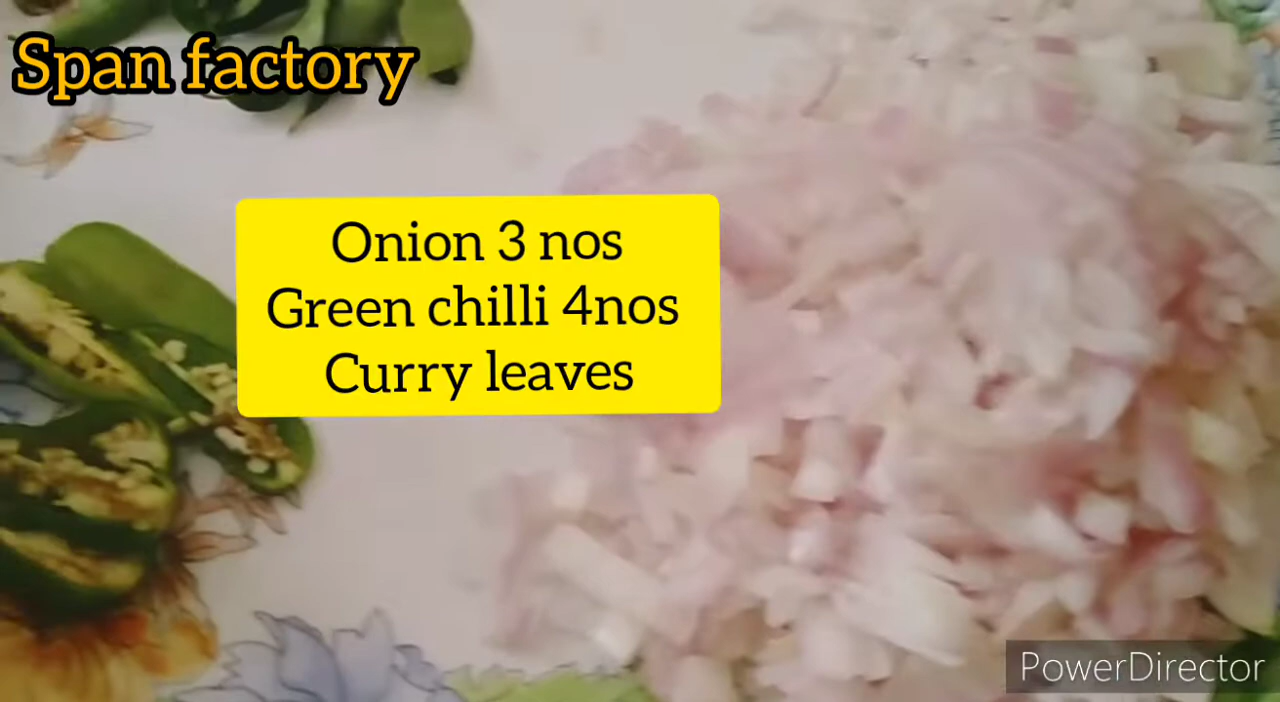 Span factory
Onion 3 nos
Green chilli 4nos
Curry leaves
PowerDirector